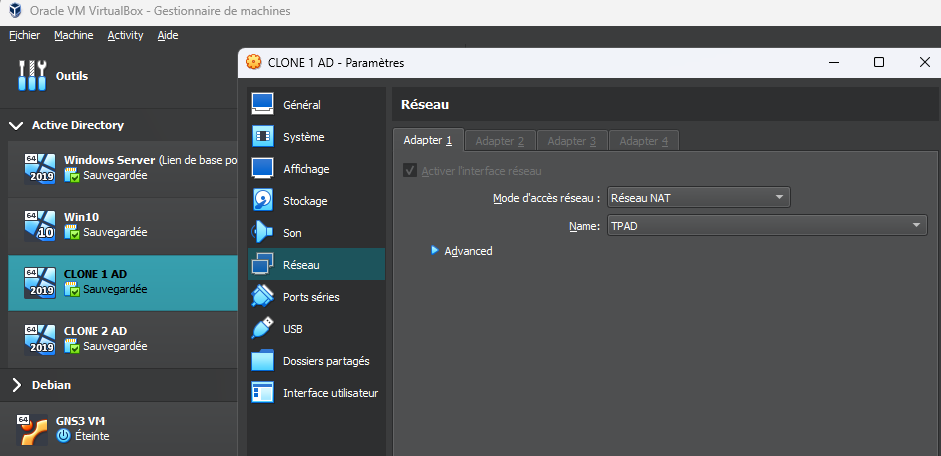 Oracle VM VirtualBox - Gestionnaire de machines
Fichier Machine Activity Aide
Outils
Active Directory
64 2019 Windows Server (Lien de base po
Sauvegardée
64 10 Win10
Sauvegardée
64 2019 CLONE 1 AD
Sauvegardée
64 2019 CLONE 2 AD
Sauvegardée
Debian
64 GNS3 VM
Éteinte
CLONE 1 AD - Paramètres
Général
Système
Affichage
Stockage
Son
Réseau
Ports séries
USB
Dossiers partagés
Interface utilisateur
Réseau
Adapter 1 Adapter 2 Adapter 3 Adapter 4
Activer l'interface réseau
Mode d'accès réseau : Réseau NAT
Name: TPAD
Advanced